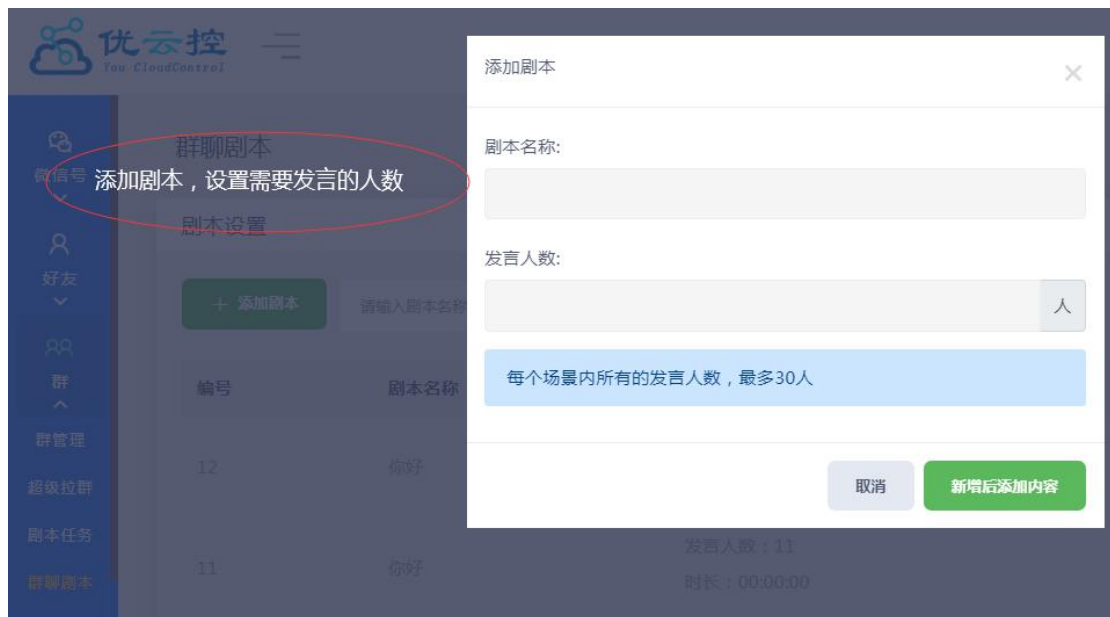 优云控
You CloudControl
添加剧本
×
微信号
群聊剧本
添加剧本，设置需要发言的人数
剧本设置
剧本名称:
好友
+ 添加剧本
请输入剧本名称
发言人数:
人
群
编号
剧本名称
每个场景内所有的发言人数，最多30人
群管理
12
你好
超级拉群
取消
新增后添加内容
剧本任务
发言人数：11
群聊剧本
11
你好
时长：00:00:00